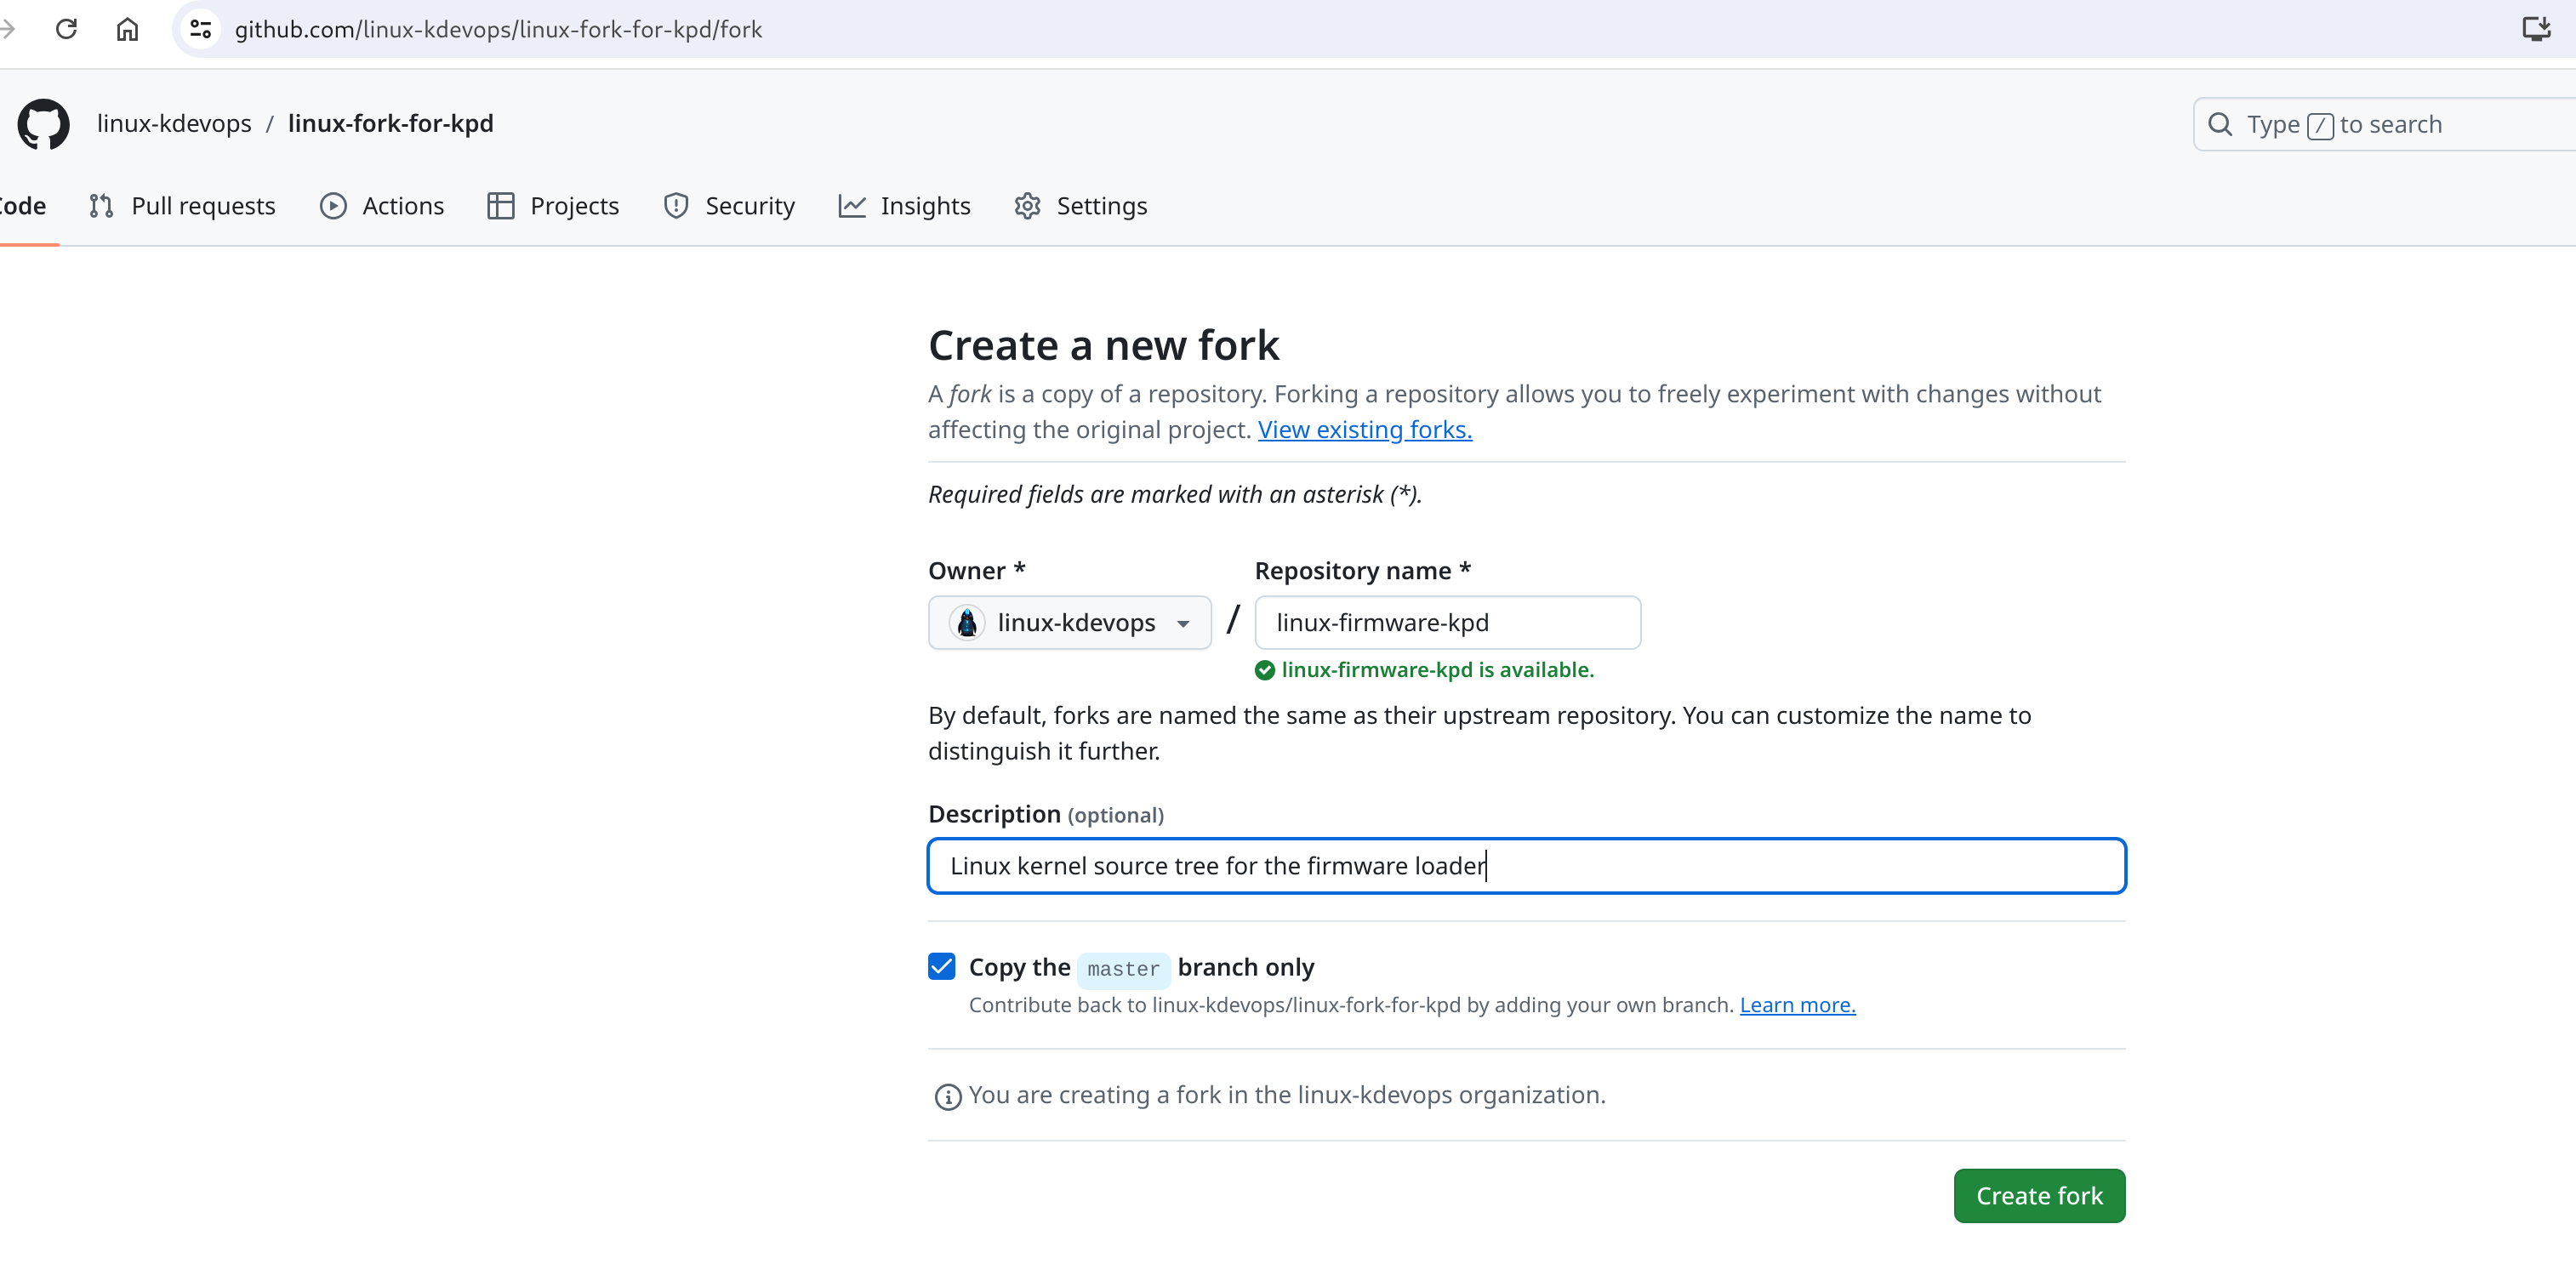 github.com/linux-kdevops/linux-fork-for-kpd/fork
linux-kdevops / linux-fork-for-kpd
Type / to search
ode Pull requests Actions Projects Security Insights Settings
Create a new fork
A fork is a copy of a repository. Forking a repository allows you to freely experiment with changes without
affecting the original project. View existing forks.
Required fields are marked with an asterisk (*).
Owner * Repository name *
linux-kdevops / linux-firmware-kpd
linux-firmware-kpd is available.
By default, forks are named the same as their upstream repository. You can customize the name to
distinguish it further.
Description (optional)
Linux kernel source tree for the firmware loader
Copy the master branch only
Contribute back to linux-kdevops/linux-fork-for-kpd by adding your own branch. Learn more.
You are creating a fork in the linux-kdevops organization.
Create fork